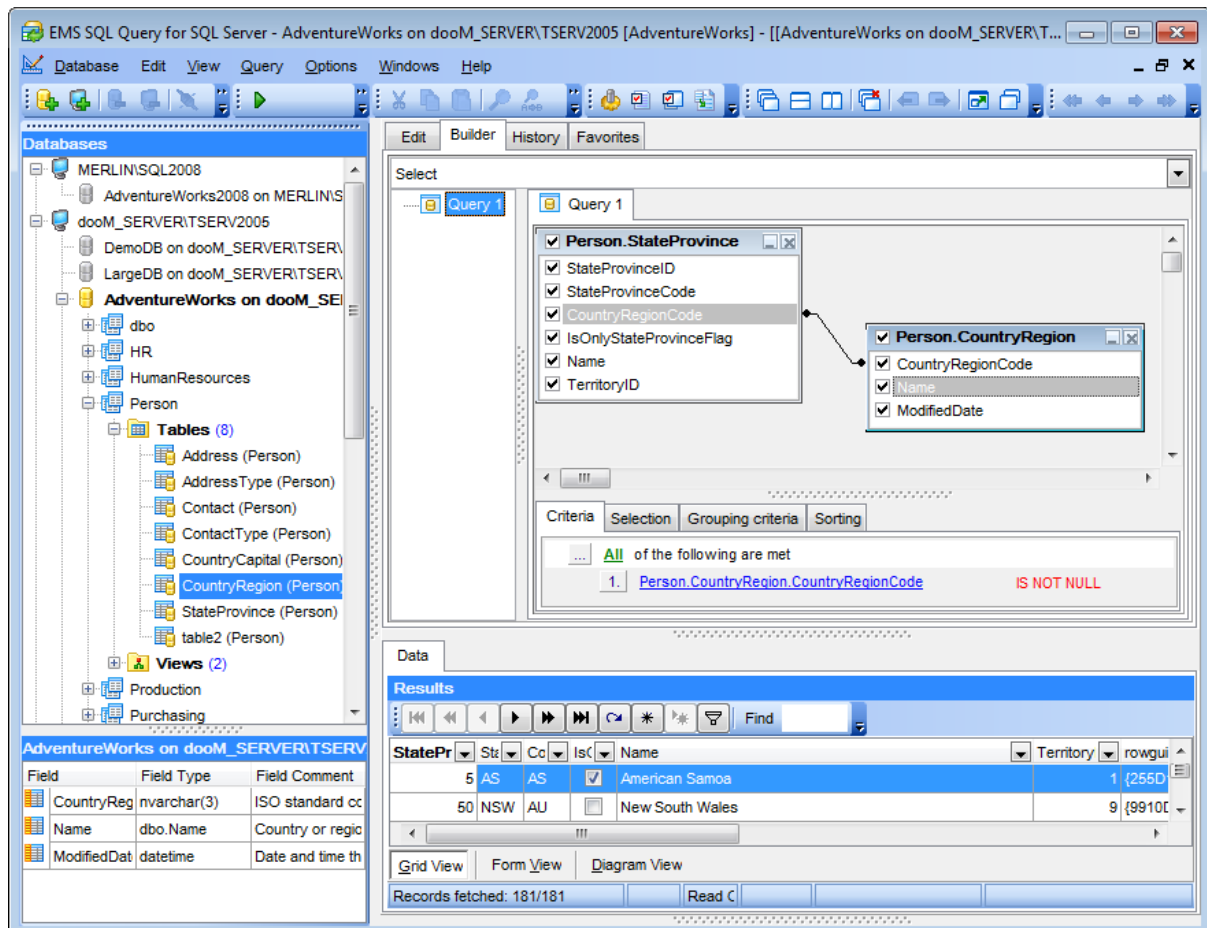 EMS SQL Query for SQL Server - AdventureWorks on dooM_SERVER\TSERV2005 [AdventureWorks] - [[AdventureWorks on dooM_SERVER\T...
Database Edit View Query Options Windows Help
Databases
MERLIN\SQL2008
AdventureWorks2008 on MERLIN\S
dooM_SERVER\TSERV2005
DemoDB on dooM_SERVER\TSER\
LargeDB on dooM_SERVER\TSER\
AdventureWorks on dooM_SEI
dbo
HR
HumanResources
Person
Tables (8)
Address (Person)
AddressType (Person)
Contact (Person)
ContactType (Person)
CountryCapital (Person)
CountryRegion (Person)
StateProvince (Person)
table2 (Person)
Views (2)
Production
Purchasing
AdventureWorks on dooM_SERVER\TSERV
Field Field Type Field Comment
CountryReg nvarchar(3) ISO standard cc
Name dbo.Name Country or regic
ModifiedDat datetime Date and time th
Edit Builder History Favorites
Select
Query 1
Query 1
Person.StateProvince
StateProvinceID
StateProvinceCode
CountryRegionCode
IsOnlyStateProvinceFlag
Name
TerritoryID
Person.CountryRegion
CountryRegionCode
Name
ModifiedDate
Criteria Selection Grouping criteria Sorting
... All of the following are met
1. Person.CountryRegion.CountryRegionCode IS NOT NULL
Data
Results
Find
StatePr Sta Co IsC Name Territory rowgui
5 AS AS American Samoa 1 {255D
50 NSW AU New South Wales 9 {9910D
Grid View Form View Diagram View
Records fetched: 181/181 Read C